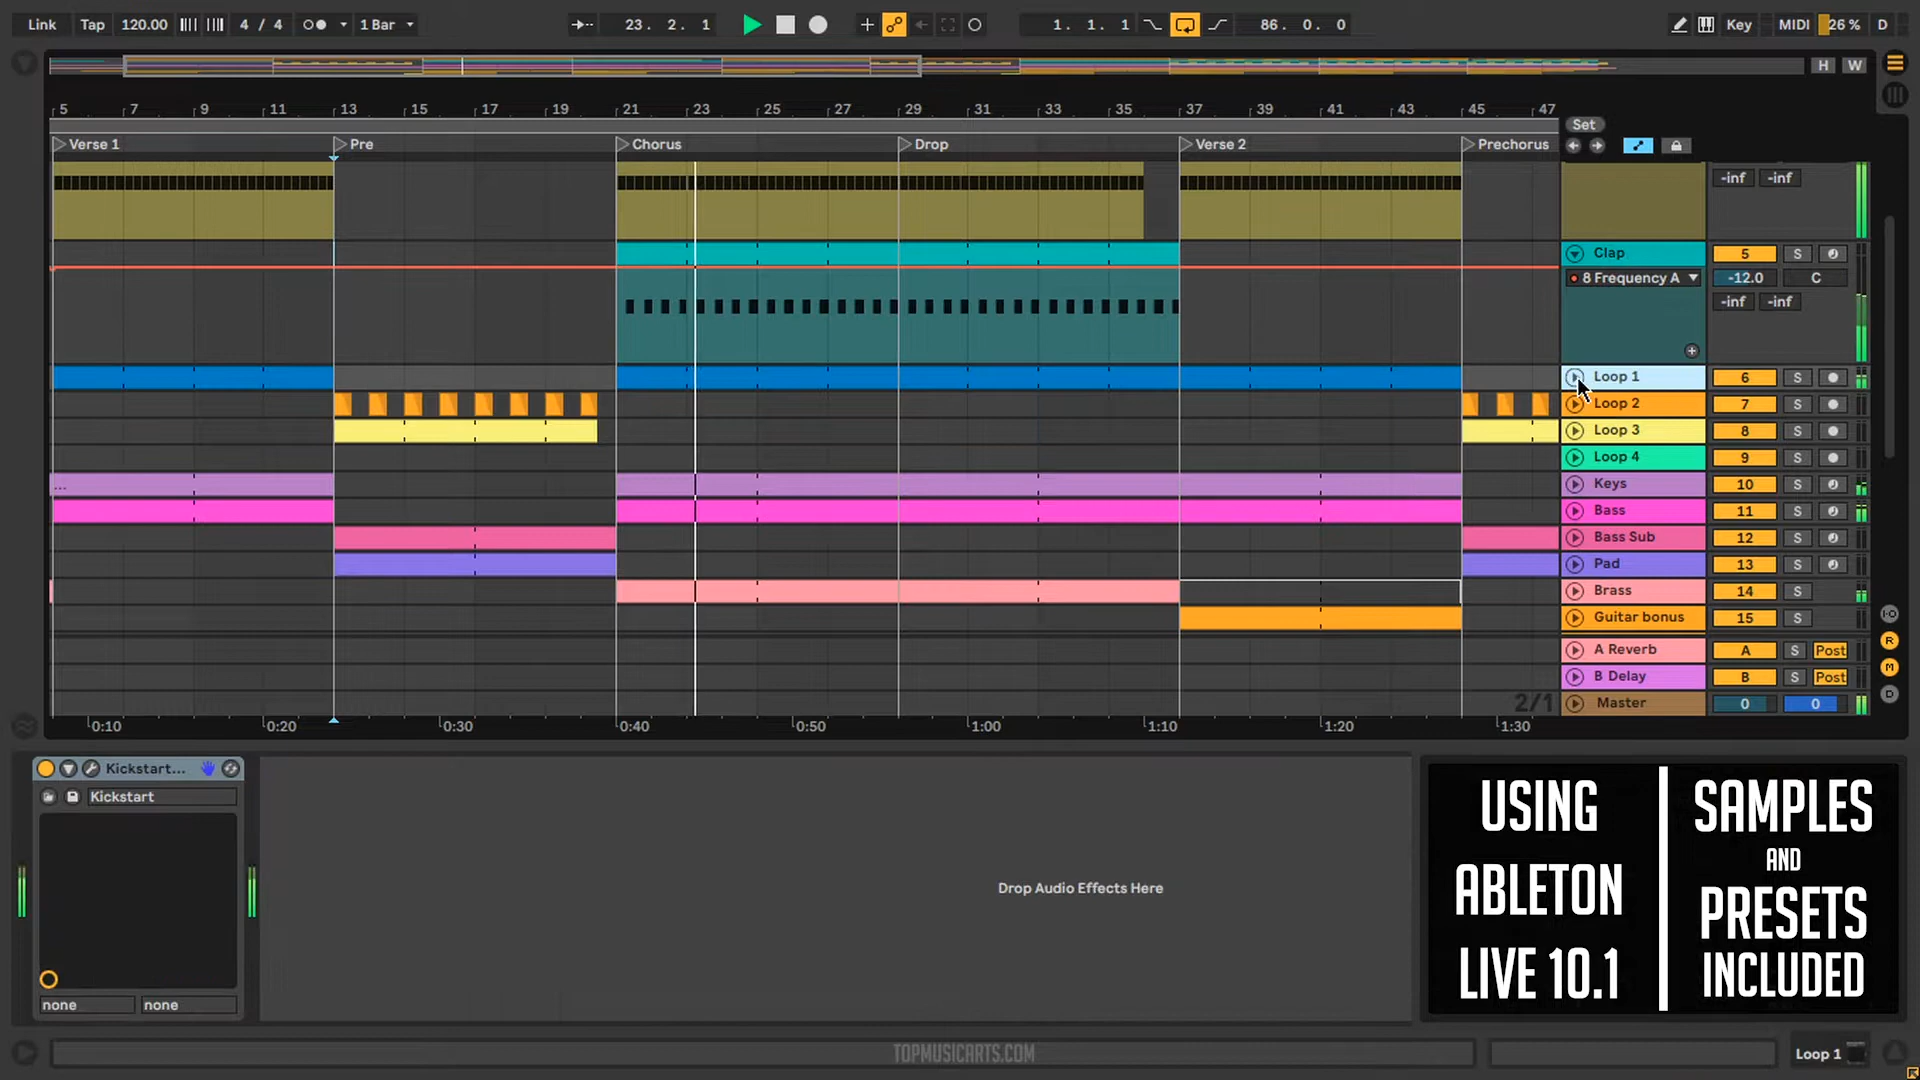 Link Tap 120.00 4 / 4 1 Bar 23. 2. 1 1. 1. 1 86. 0. 0 Key MIDI 26 % D
H W
5 7 9 11 13 15 17 19 21 23 25 27 29 31 33 35 37 39 41 43 45 47
Set
Verse 1 Pre Chorus Drop Verse 2 Prechorus
-inf -inf
Clap 5 S
8 Frequency A -12.0 C
-inf -inf
Loop 1 6 S
Loop 2 7 S
Loop 3 8 S
Loop 4 9 S
... Keys 10 S
Bass 11 S
Bass Sub 12 S
Pad 13 S
Brass 14 S
Guitar bonus 15 S
I·O
A Reverb A S Post
R
B Delay B S Post
M
2/1 Master 0 0
D
0:10 0:20 0:30 0:40 0:50 1:00 1:10 1:20 1:30
Kickstart...
Kickstart
none none
Drop Audio Effects Here
USING
ABLETON
LIVE 10.1
SAMPLES
AND
PRESETS
INCLUDED
TOPMUSICARTS.COM
Loop 1